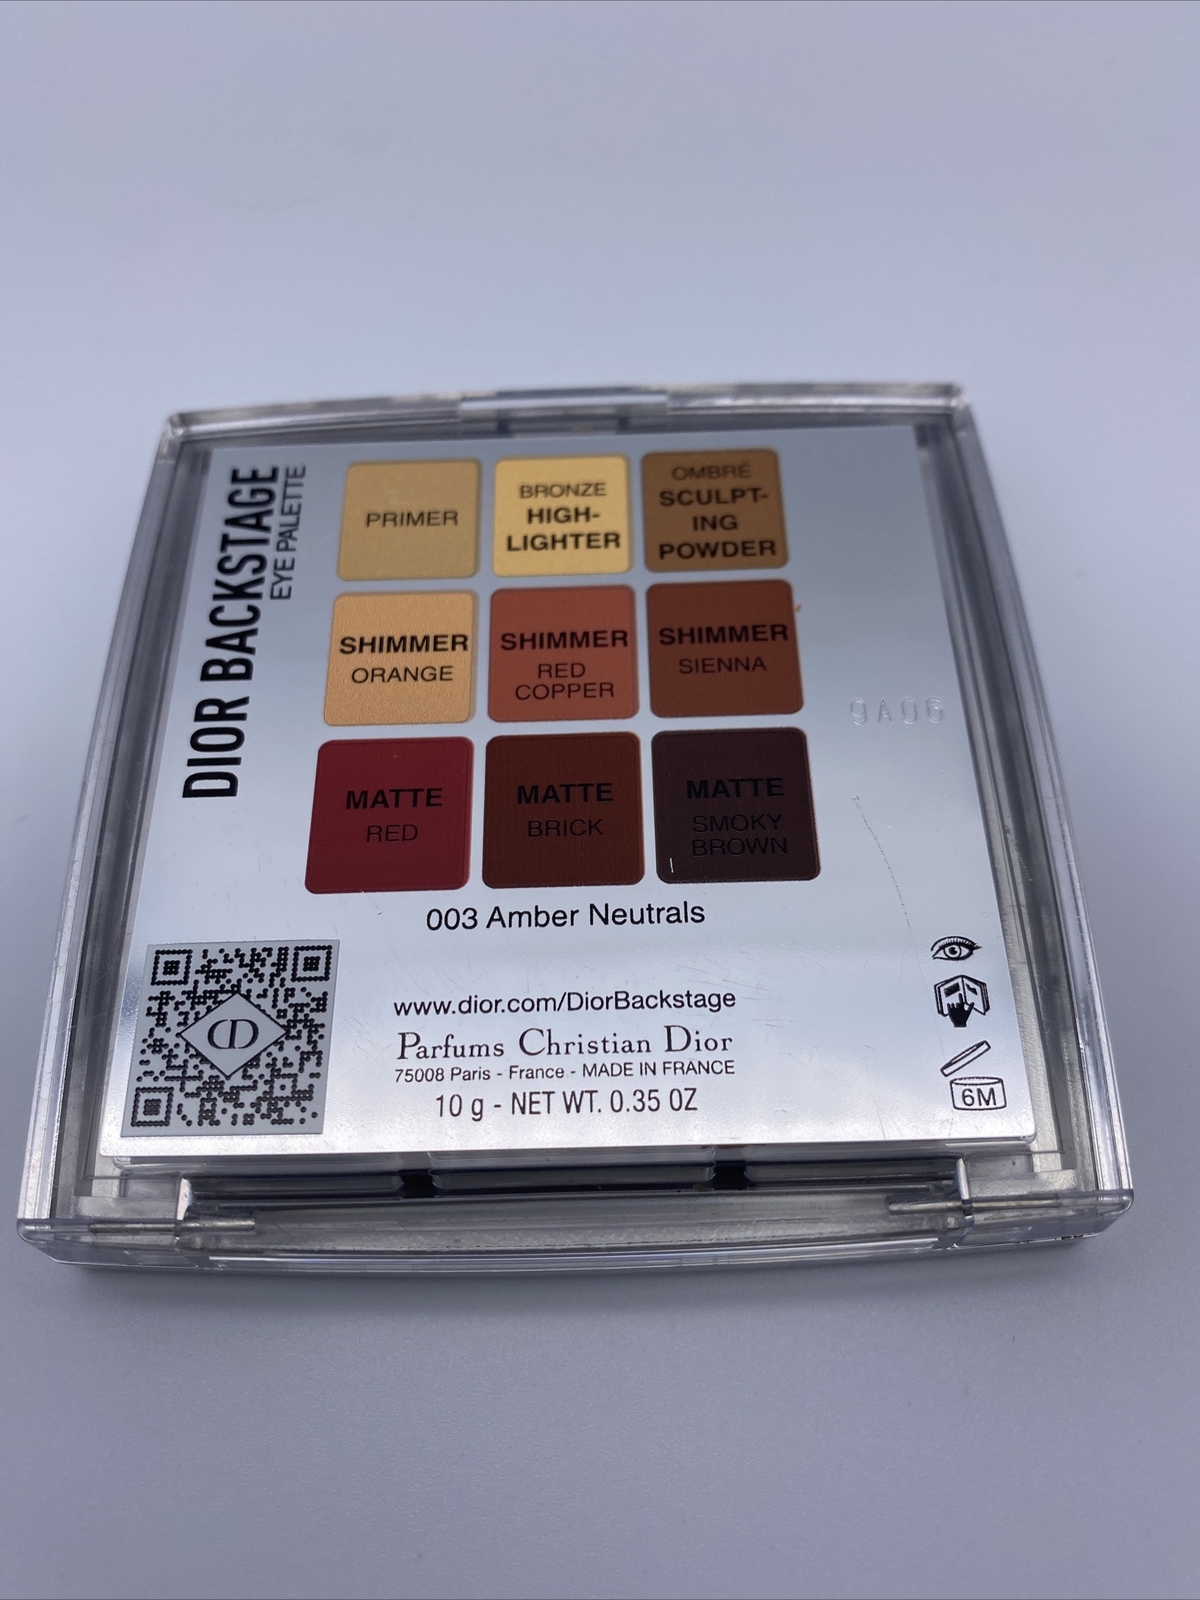 DIOR BACKSTAGE
EYE PALETTE
PRIMER
BRONZE
HIGH-
LIGHTER
OMBRÉ
SCULPT-
ING
POWDER
SHIMMER
ORANGE
SHIMMER
RED
COPPER
SHIMMER
SIENNA
MATTE
RED
MATTE
BRICK
MATTE
SMOKY
BROWN
9A06
003 Amber Neutrals
CD
www.dior.com/DiorBackstage
Parfums Christian Dior
75008 Paris - France - MADE IN FRANCE
10 g - NET WT. 0.35 OZ
6M